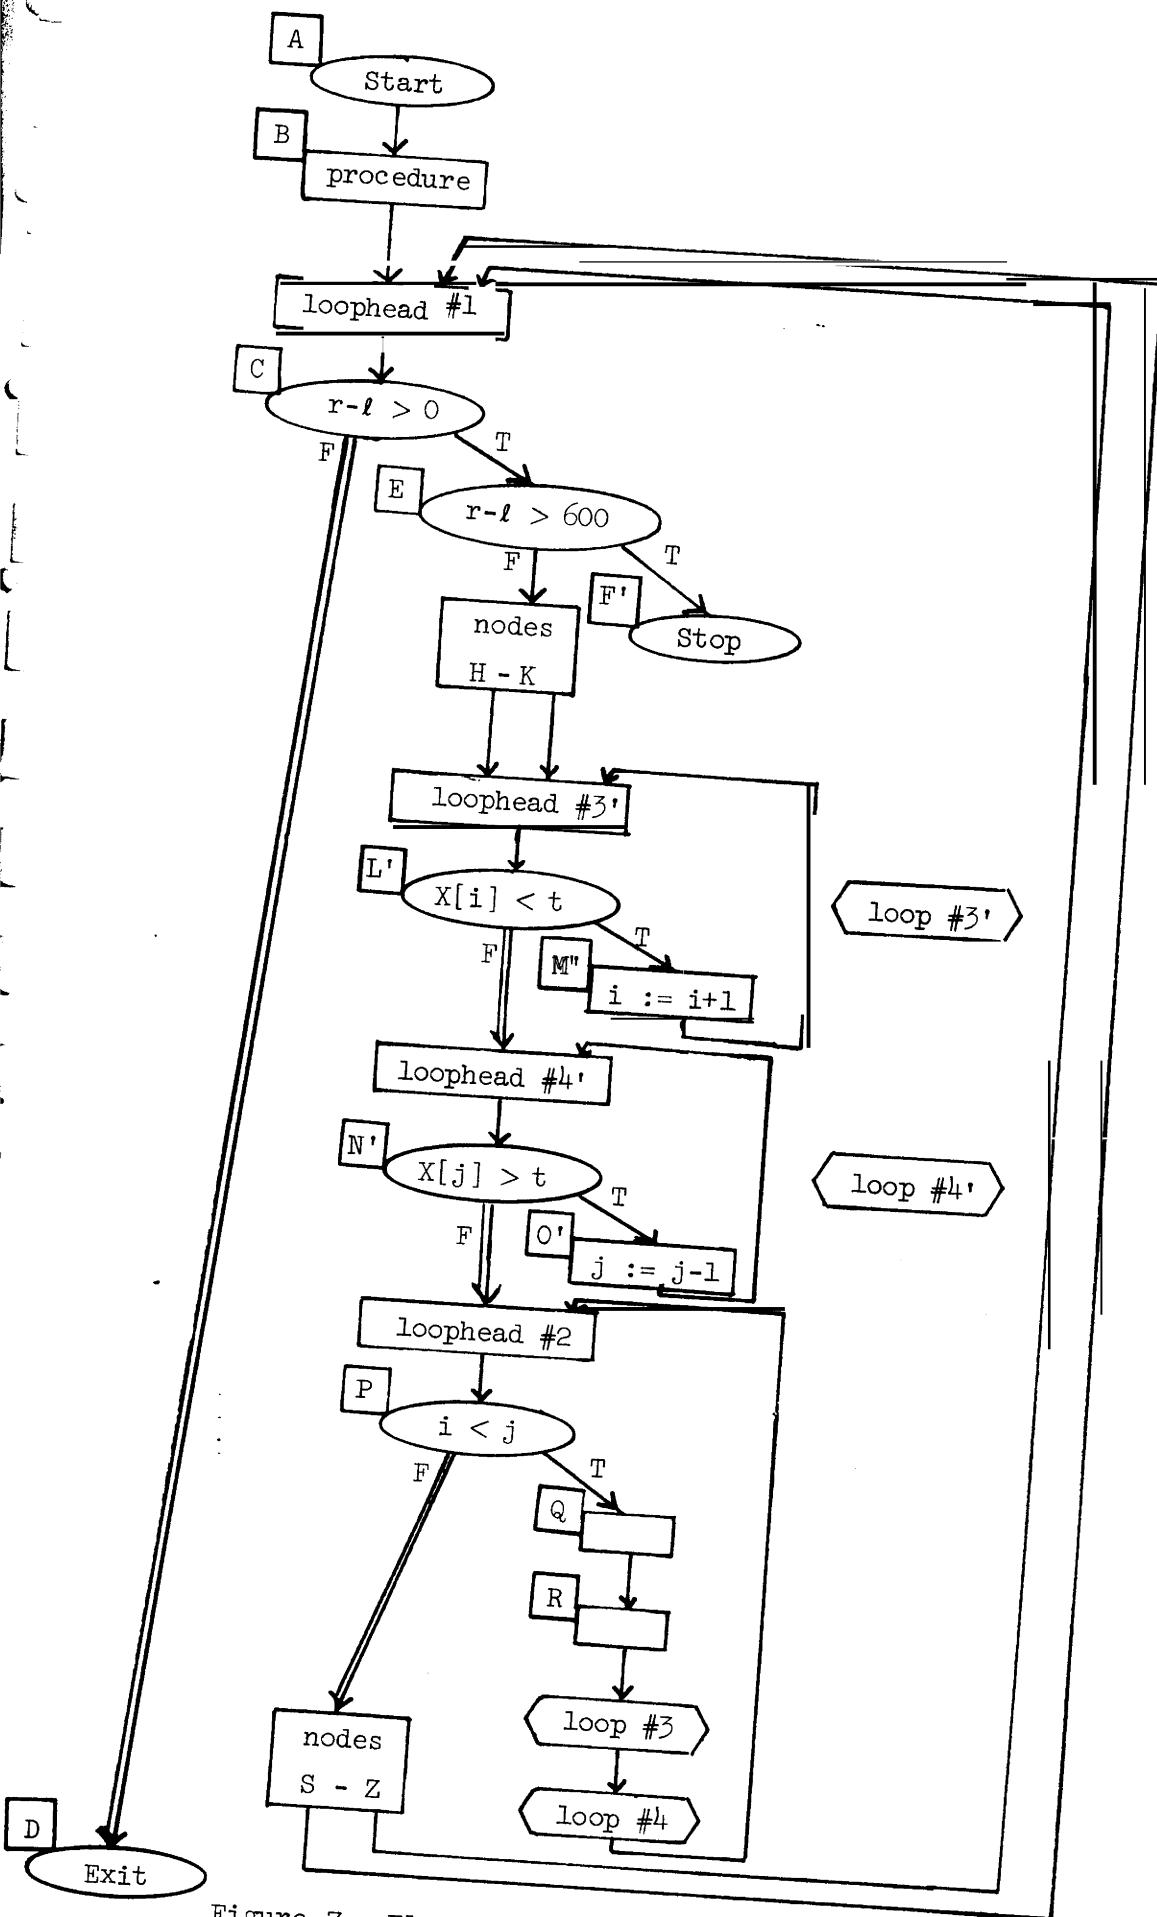 A
Start
B
procedure
loophead #1
C
r-ℓ > 0
F
T
E
r-ℓ > 600
F
T
F'
Stop
nodes
H - K
loophead #3'
L'
X[i] < t
F
T
M"
i := i+1
loop #3'
loophead #4'
N'
X[j] > t
F
T
O'
j := j-1
loop #4'
loophead #2
P
i < j
F
T
Q
R
loop #3
loop #4
nodes
S - Z
D
Exit